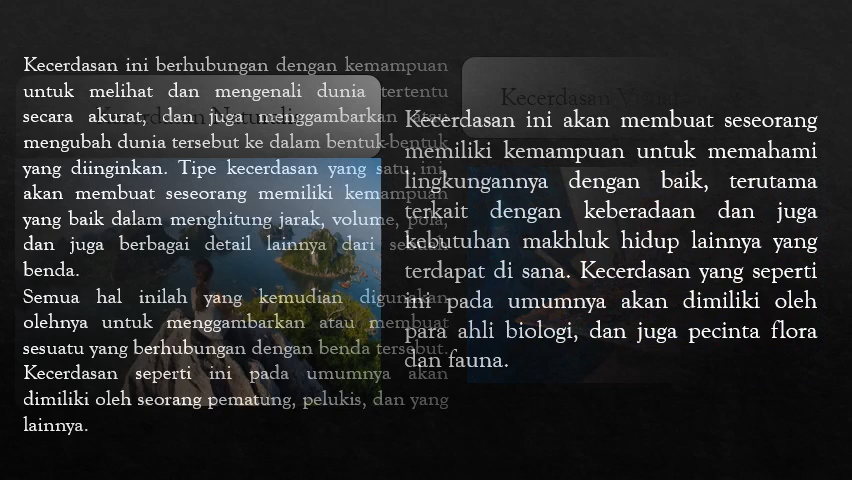 Kecerdasan ini berhubungan dengan kemampuan
untuk melihat dan mengenali dunia tertentu
secara akurat, dan juga menggambarkan atau
mengubah dunia tersebut ke dalam bentuk-bentuk
yang diinginkan. Tipe kecerdasan yang satu ini
akan membuat seseorang memiliki kemampuan
yang baik dalam menghitung jarak, volume, pola,
dan juga berbagai detail lainnya dari sesuatu
benda.
Semua hal inilah yang kemudian digunakan
olehnya untuk menggambarkan atau membuat
sesuatu yang berhubungan dengan benda tersebut.
Kecerdasan seperti ini pada umumnya akan
dimiliki oleh seorang pematung, pelukis, dan yang
lainnya.
Kecerdasan
Kecerdasan ini akan membuat seseorang
memiliki kemampuan untuk memahami
lingkungannya dengan baik, terutama
terkait dengan keberadaan dan juga
kebutuhan makhluk hidup lainnya yang
terdapat di sana. Kecerdasan yang seperti
ini pada umumnya akan dimiliki oleh
para ahli biologi, dan juga pecinta flora
dan fauna.